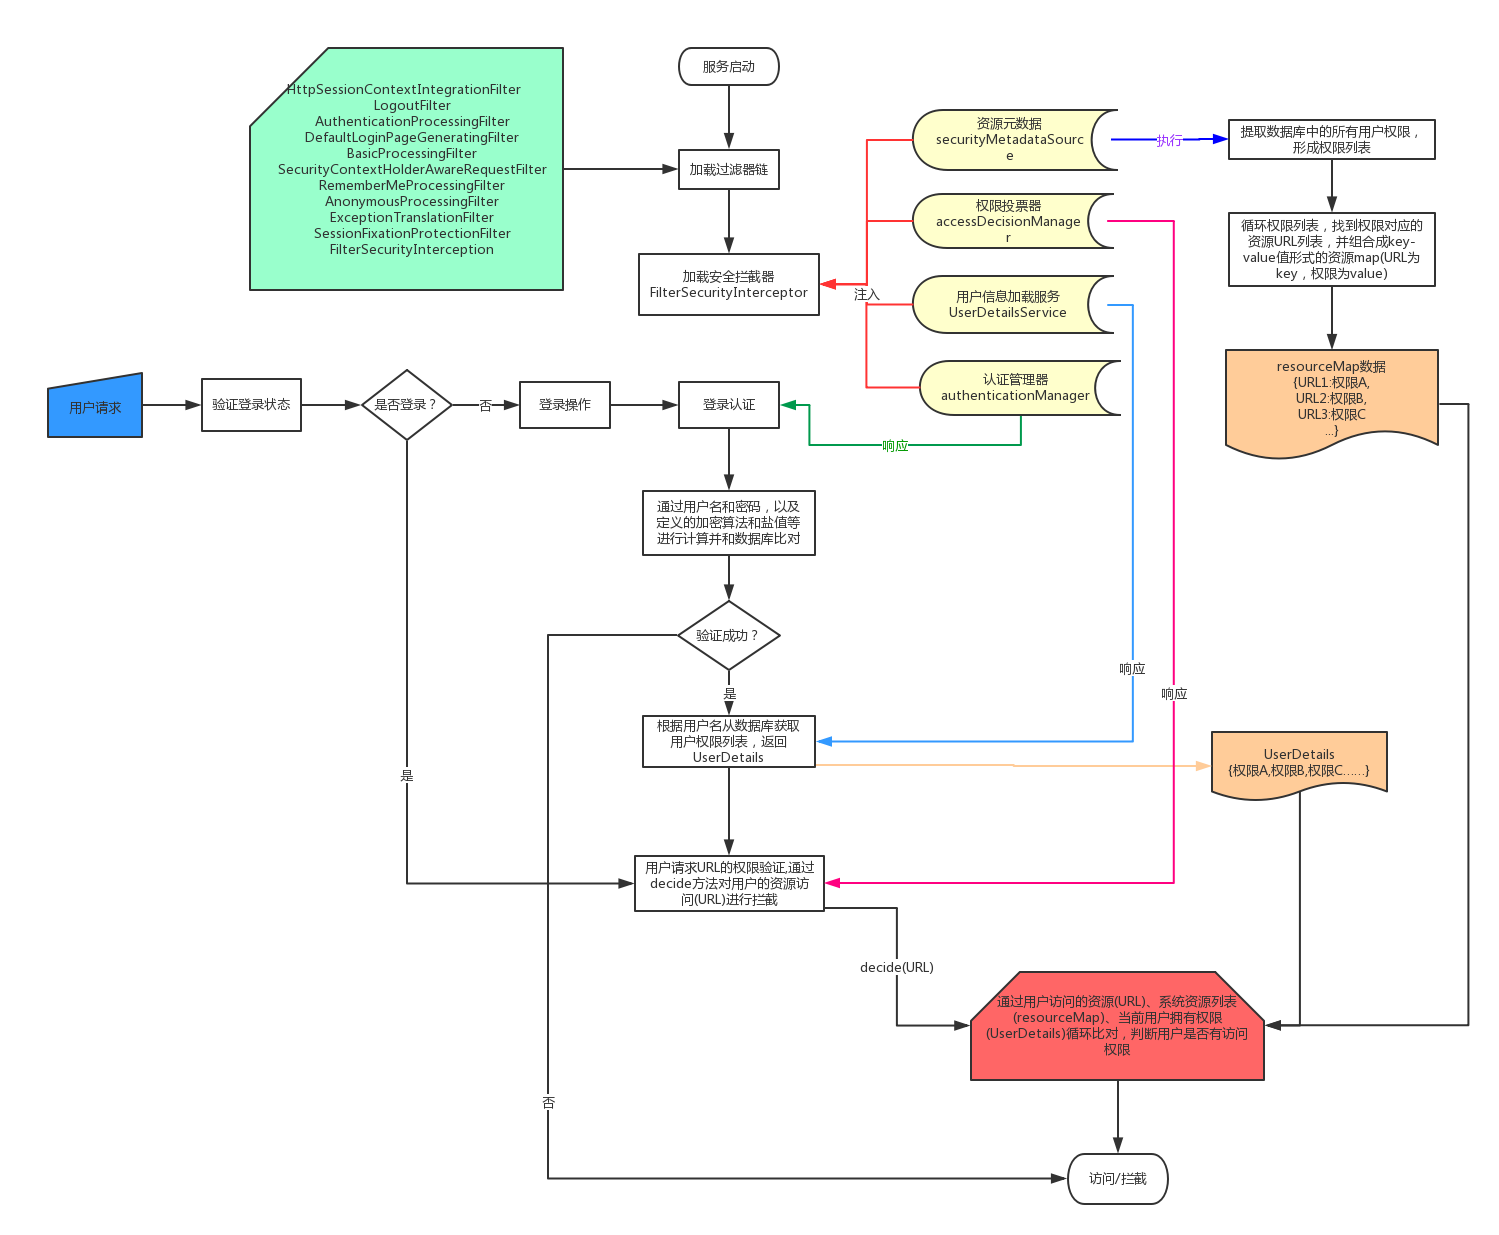 服务启动
HttpSessionContextIntegrationFilter
LogoutFilter
AuthenticationProcessingFilter
DefaultLoginPageGeneratingFilter
BasicProcessingFilter
SecurityContextHolderAwareRequestFilter
RememberMeProcessingFilter
AnonymousProcessingFilter
ExceptionTranslationFilter
SessionFixationProtectionFilter
FilterSecurityInterception
加载过滤器链
加载安全拦截器
FilterSecurityInterceptor
注入
资源元数据
securityMetadataSourc
e
执行
权限投票器
accessDecisionManage
r
用户信息加载服务
UserDetailsService
认证管理器
authenticationManager
提取数据库中的所有用户权限，
形成权限列表
循环权限列表，找到权限对应的
资源URL列表，并组合成key-
value值形式的资源map(URL为
key，权限为value)
resourceMap数据
{URL1:权限A,
URL2:权限B,
URL3:权限C
...}
用户请求
验证登录状态
是否登录？
否
登录操作
登录认证
响应
通过用户名和密码，以及
定义的加密算法和盐值等
进行计算并和数据库比对
验证成功？
是
响应
响应
根据用户名从数据库获取
用户权限列表，返回
UserDetails
UserDetails
{权限A,权限B,权限C……}
是
用户请求URL的权限验证,通过
decide方法对用户的资源访
问(URL)进行拦截
decide(URL)
通过用户访问的资源(URL)、系统资源列表
(resourceMap)、当前用户拥有权限
(UserDetails)循环比对，判断用户是否有访问
权限
否
访问/拦截